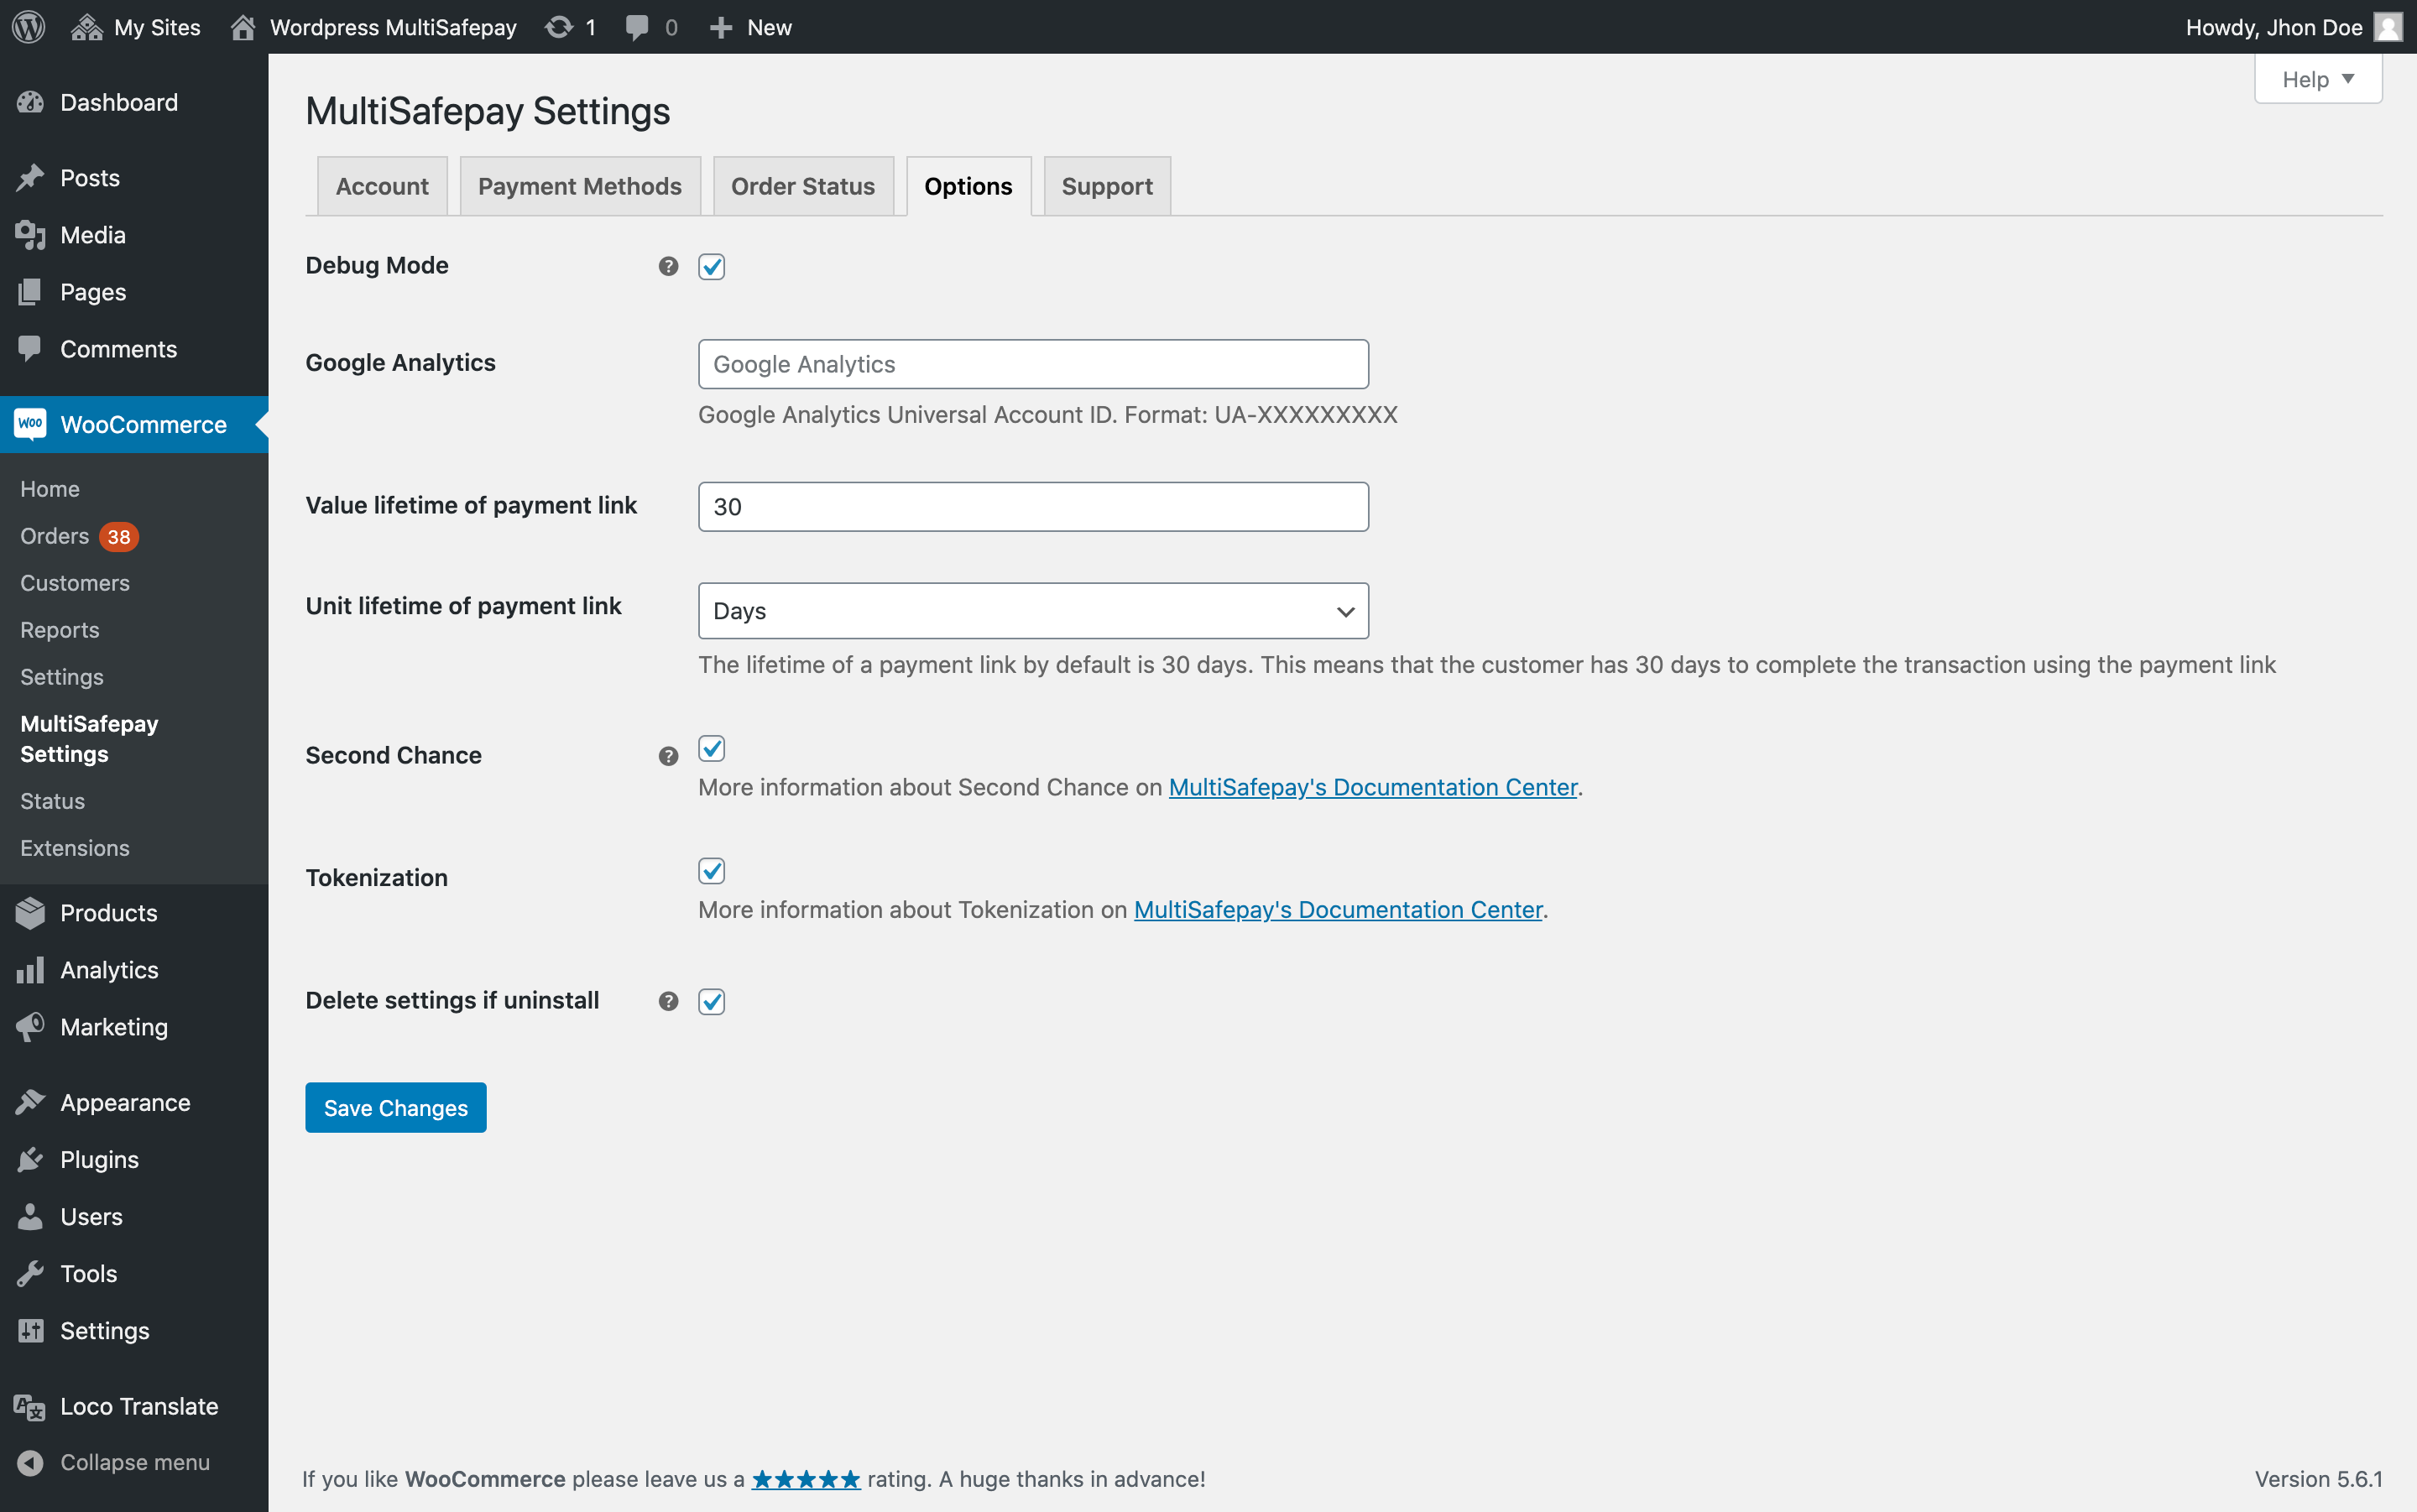 My Sites
Wordpress MultiSafepay
1
0
New
Howdy, Jhon Doe
Help
Dashboard
Posts
Media
Pages
Comments
Woo
WooCommerce
Home
Orders 38
Customers
Reports
Settings
MultiSafepay
Settings
Status
Extensions
Products
Analytics
Marketing
Appearance
Plugins
Users
Tools
Settings
Loco Translate
Collapse menu
MultiSafepay Settings
Account
Payment Methods
Order Status
Options
Support
Debug Mode
?
Google Analytics
Google Analytics
Google Analytics Universal Account ID. Format: UA-XXXXXXXXX
Value lifetime of payment link
30
Unit lifetime of payment link
Days
The lifetime of a payment link by default is 30 days. This means that the customer has 30 days to complete the transaction using the payment link
Second Chance
?
More information about Second Chance on MultiSafepay's Documentation Center.
Tokenization
More information about Tokenization on MultiSafepay's Documentation Center.
Delete settings if uninstall
?
Save Changes
If you like WooCommerce please leave us a ★★★★★ rating. A huge thanks in advance!
Version 5.6.1